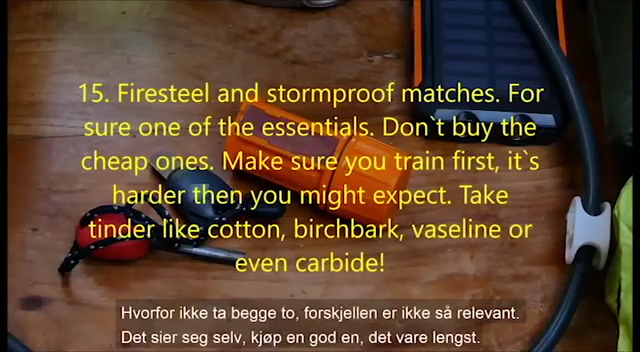 15. Firesteel and stormproof matches. For
sure one of the essentials. Don`t buy the
cheap ones. Make sure you train first, it`s
harder then you might expect. Take
tinder like cotton, birchbark, vaseline or
even carbide!
Hvorfor ikke ta begge to, forskjellen er ikke så relevant.
Det sier seg selv, kjøp en god en, det vare lengst.